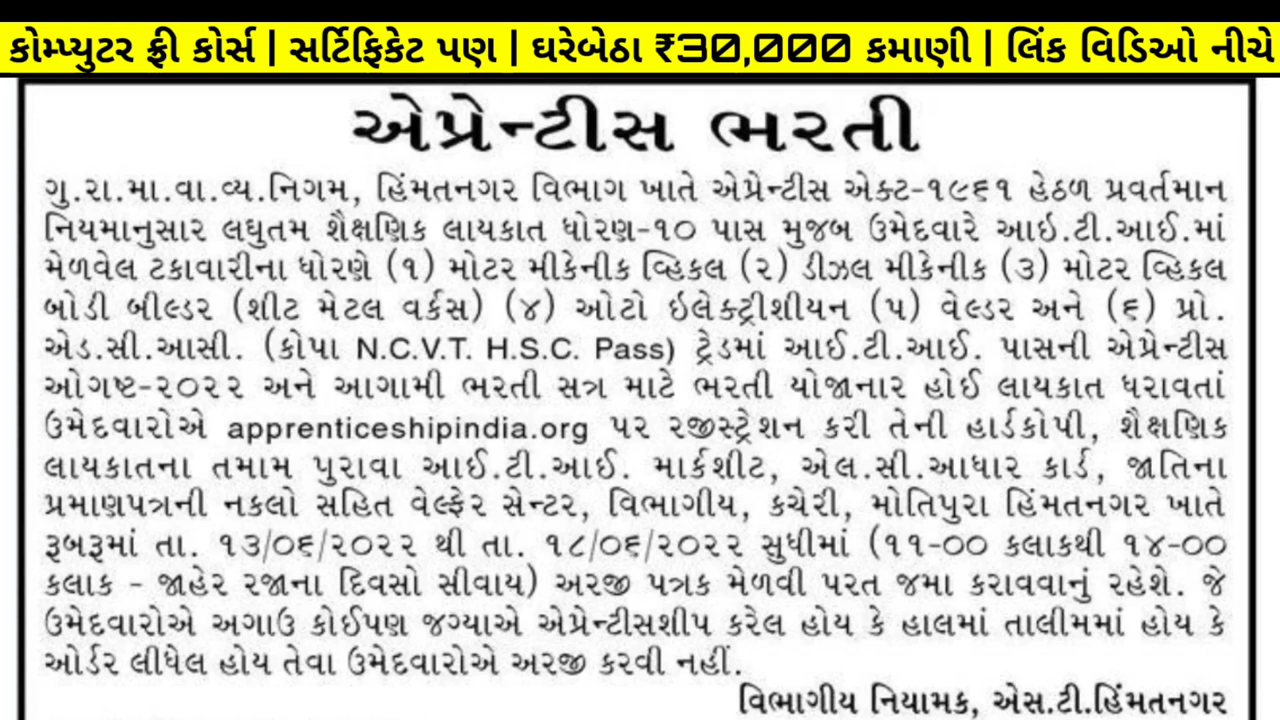 કોમ્પ્યુટર ફ્રી કોર્સ | સર્ટિફિકેટ પણ | ઘરેબેઠા ₹30,000 કમાણી | લિંક વિડિઓ નીચે
એપ્રેન્ટીસ ભરતી
ગુ.રા.મા.વા.વ્ય.નિગમ, હિંમતનગર વિભાગ ખાતે એપ્રેન્ટીસ એક્ટ-૧૯૬૧ હેઠળ પ્રવર્તમાન
નિયમાનુસાર લઘુતમ શૈક્ષણિક લાયકાત ધોરણ-૧૦ પાસ મુજબ ઉમેદવારે આઇ.ટી.આઈ.માં
મેળવેલ ટકાવારીના ધોરણે (૧) મોટર મીકેનીક વ્હિકલ (૨) ડીઝલ મીકેનીક (૩) મોટર વ્હિકલ
બોડી બીલ્ડર (શીટ મેટલ વર્કસ) (૪) ઓટો ઇલેક્ટ્રીશીયન (૫) વેલ્ડર અને (૬) પ્રો.
એડ.સી.આસી. (કોપા N.C.V.T. H.S.C. Pass) ટ્રેડમાં આઈ.ટી.આઈ. પાસની એપ્રેન્ટીસ
ઓગષ્ટ-૨૦૨૨ અને આગામી ભરતી સત્ર માટે ભરતી યોજાનાર હોઈ લાયકાત ધરાવતાં
ઉમેદવારોએ apprenticeshipindia.org પર રજીસ્ટ્રેશન કરી તેની હાર્ડકોપી, શૈક્ષણિક
લાયકાતના તમામ પુરાવા આઈ.ટી.આઈ. માર્કશીટ, એલ.સી.આધાર કાર્ડ, જાતિના
પ્રમાણપત્રની નકલો સહિત વેલ્ફેર સેન્ટર, વિભાગીય, કચેરી, મોતિપુરા હિંમતનગર ખાતે
રૂબરૂમાં તા. ૧૩/૦૬/૨૦૨૨ થી તા. ૧૮/૦૬/૨૦૨૨ સુધીમાં (૧૧-૦૦ કલાકથી ૧૪-૦૦
કલાક - જાહેર રજાના દિવસો સીવાય) અરજી પત્રક મેળવી પરત જમા કરાવવાનું રહેશે. જે
ઉમેદવારોએ અગાઉ કોઈપણ જગ્યાએ એપ્રેન્ટીસશીપ કરેલ હોય કે હાલમાં તાલીમમાં હોય કે
ઓર્ડર લીધેલ હોય તેવા ઉમેદવારોએ અરજી કરવી નહીં.
વિભાગીય નિયામક, એસ.ટી.હિંમતનગર